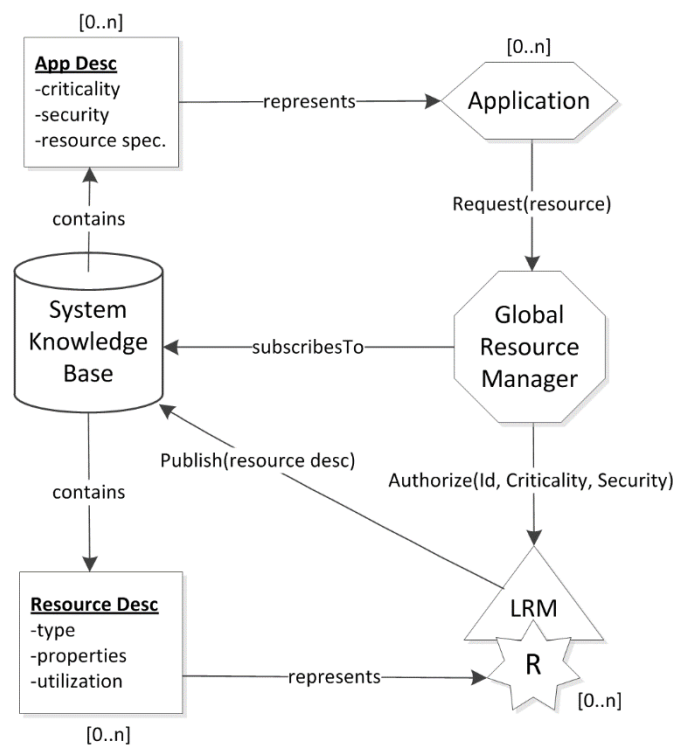 [0..n]
App Desc
-criticality
-security
-resource spec.
represents
[0..n]
Application
contains
Request(resource)
System
Knowledge
Base
subscribesTo
Global
Resource
Manager
Publish(resource desc)
Authorize(Id, Criticality, Security)
contains
Resource Desc
-type
-properties
-utilization
represents
LRM
R
[0..n]
[0..n]